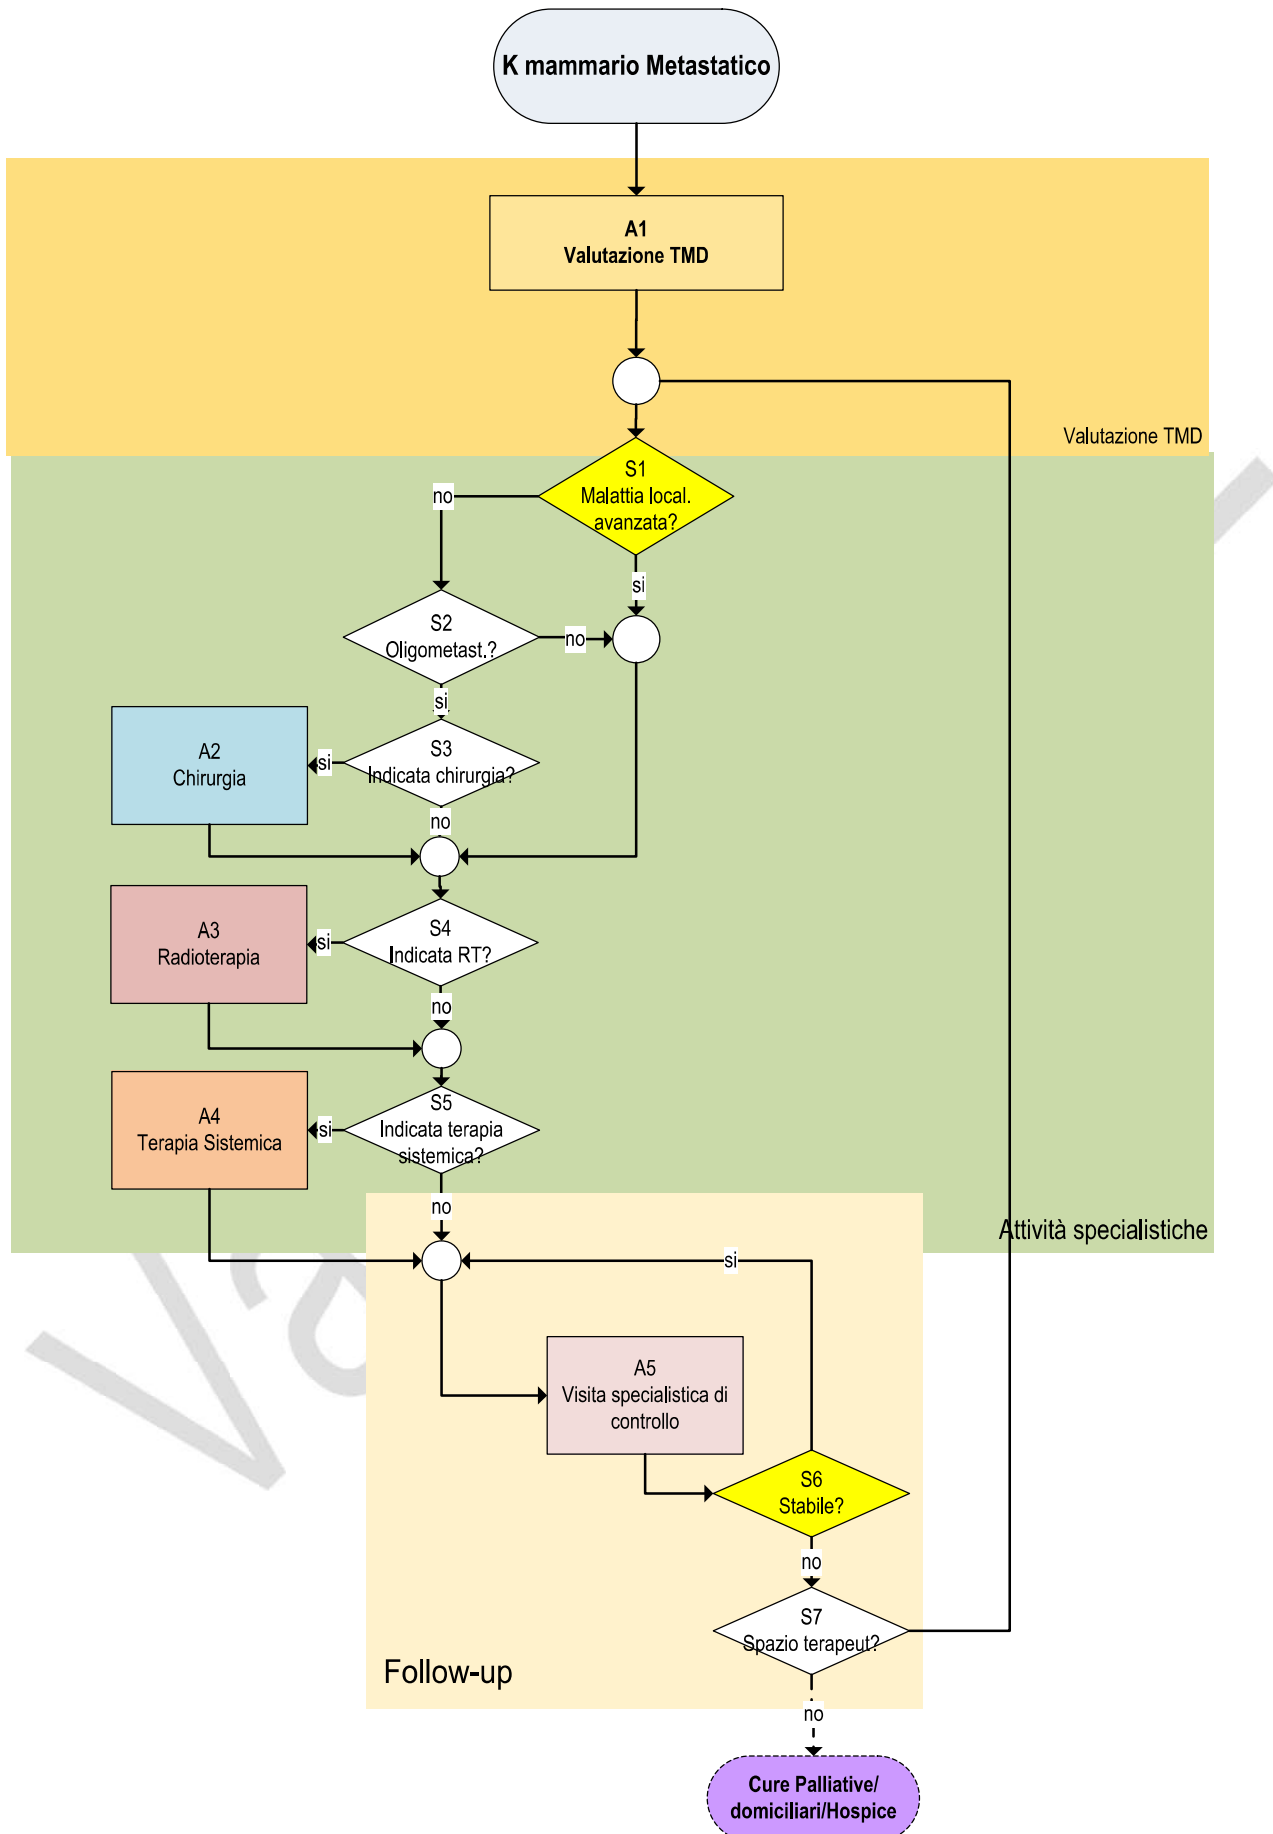 K mammario Metastatico
A1
Valutazione TMD
Valutazione TMD
S1
Malattia local.
avanzata?
no
si
S2
Oligometast.?
no
si
A2
Chirurgia
si
S3
Indicata chirurgia?
no
A3
Radioterapia
si
S4
Indicata RT?
no
A4
Terapia Sistemica
si
S5
Indicata terapia
sistemica?
no
Attività specialistiche
si
A5
Visita specialistica di
controllo
S6
Stabile?
no
S7
Spazio terapeut?
Follow-up
no
Cure Palliative/
domiciliari/Hospice